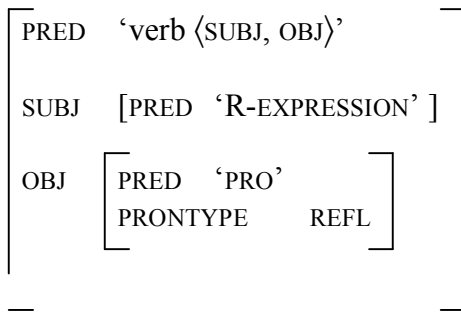 PRED ‘verb ⟨SUBJ, OBJ⟩’
SUBJ [PRED ‘R-EXPRESSION’ ]
OBJ PRED ‘PRO’
PRONTYPE REFL